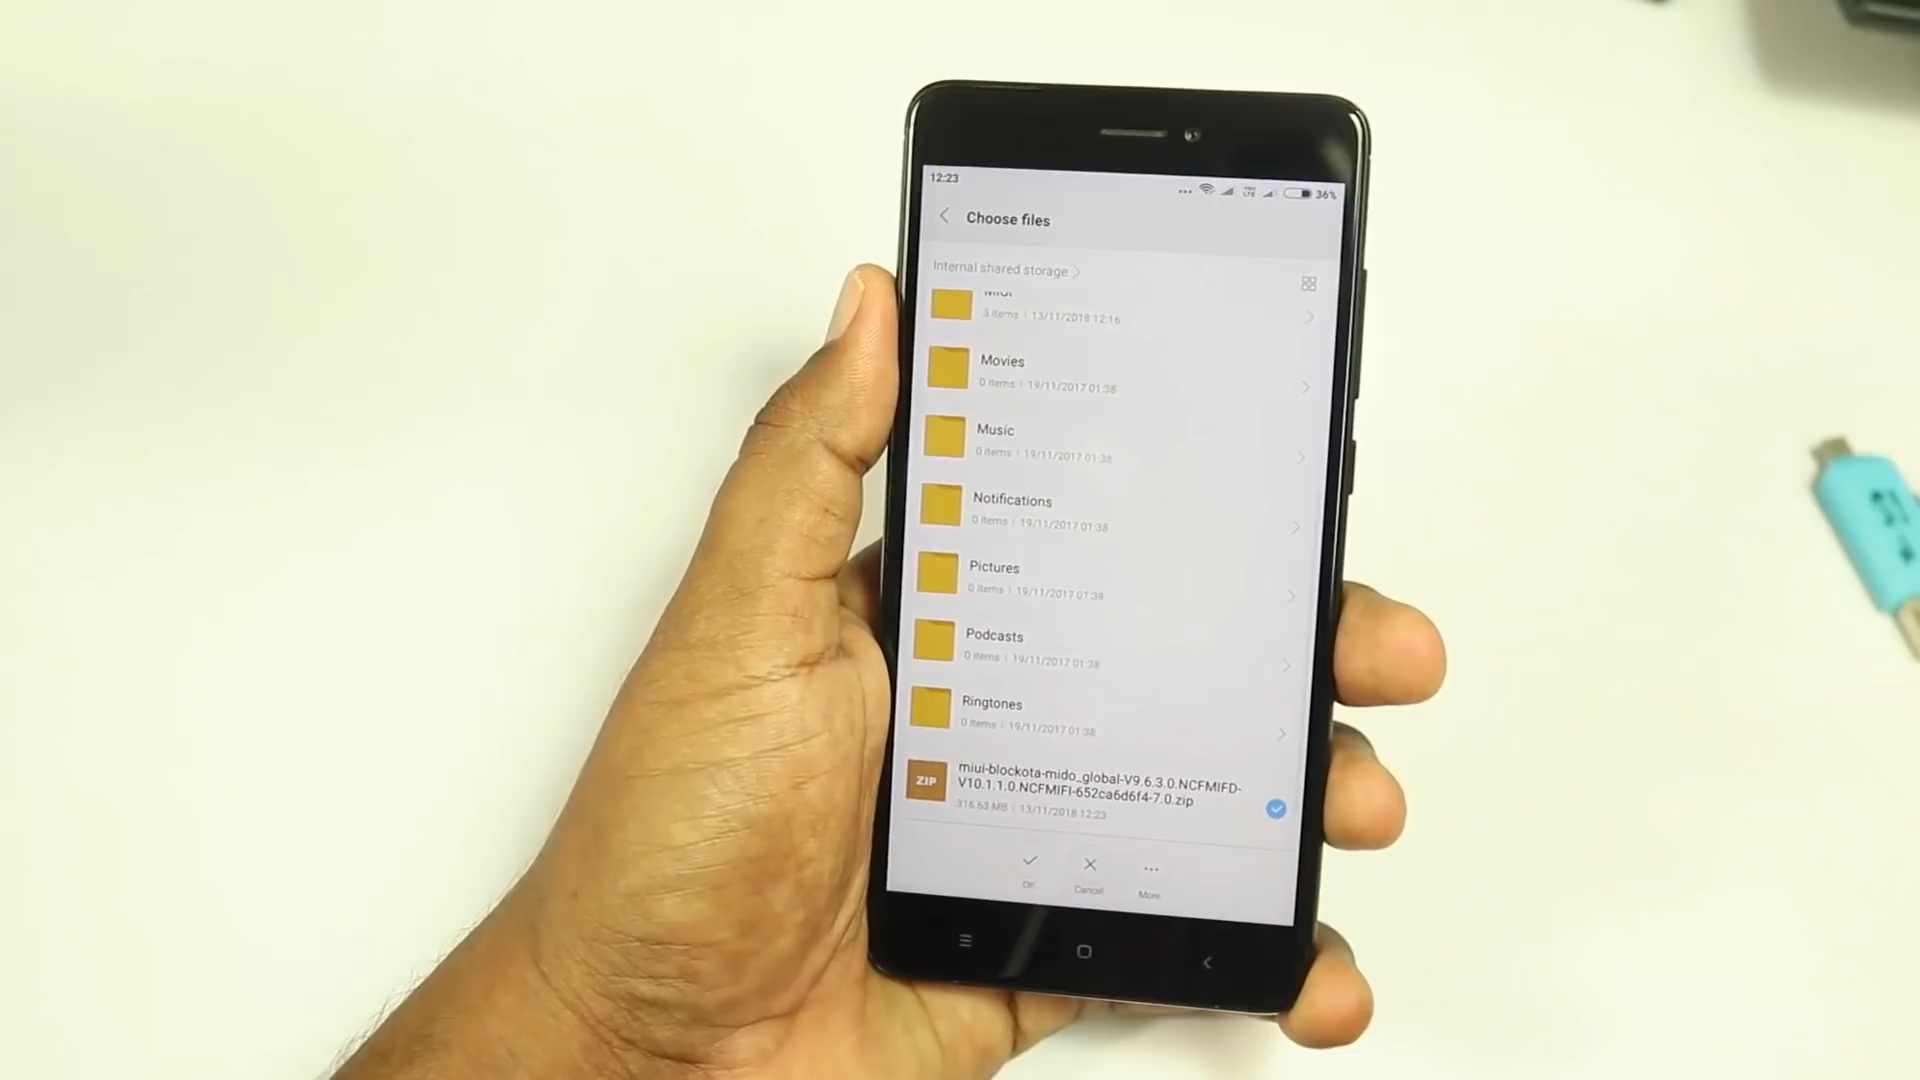 12:23
VoLTE
36%
Choose files
Internal shared storage
MIUI
3 items | 13/11/2018 12:16
Movies
0 items | 19/11/2017 01:38
Music
0 items | 19/11/2017 01:38
Notifications
0 items | 19/11/2017 01:38
Pictures
0 items | 19/11/2017 01:38
Podcasts
0 items | 19/11/2017 01:38
Ringtones
0 items | 19/11/2017 01:38
ZIP
miui-blockota-mido_global-V9.6.3.0.NCFMIFD-
V10.1.1.0.NCFMIFI-652ca6d6f4-7.0.zip
316.63 MB | 13/11/2018 12:23
OK
Cancel
More